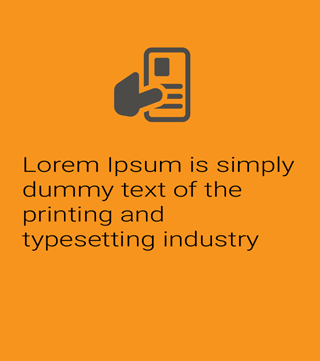 Lorem Ipsum is simply
dummy text of the
printing and
typesetting industry